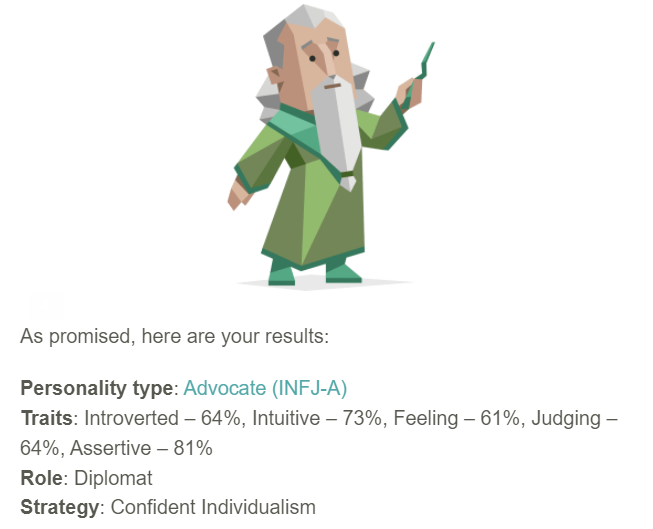 As promised, here are your results:
Personality type: Advocate (INFJ-A)
Traits: Introverted – 64%, Intuitive – 73%, Feeling – 61%, Judging –
64%, Assertive – 81%
Role: Diplomat
Strategy: Confident Individualism